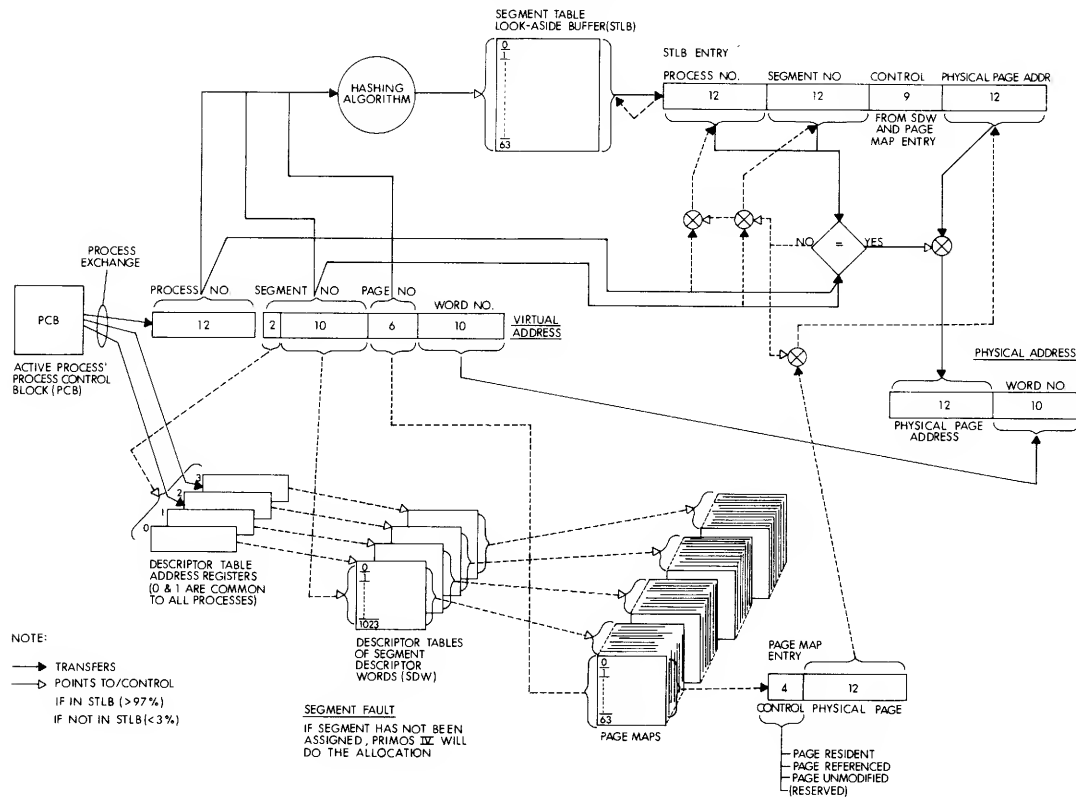 SEGMENT TABLE
LOOK-ASIDE BUFFER(STLB)
0
1
63
HASHING
ALGORITHM
STLB ENTRY
PROCESS NO.
SEGMENT NO
CONTROL
PHYSICAL PAGE ADDR.
12
12
9
12
FROM SDW
AND PAGE
MAP ENTRY
NO
=
YES
PROCESS
EXCHANGE
PCB
ACTIVE PROCESS'
PROCESS CONTROL
BLOCK (PCB)
PROCESS NO.
SEGMENT NO
PAGE NO
WORD NO.
12
2
10
6
10
VIRTUAL
ADDRESS
PHYSICAL ADDRESS
WORD NO
12
10
PHYSICAL PAGE
ADDRESS
3
2
1
0
DESCRIPTOR TABLE
ADDRESS REGISTERS
(0 & 1 ARE COMMON
TO ALL PROCESSES)
0
1
1023
DESCRIPTOR TABLES
OF SEGMENT
DESCRIPTOR
WORDS (SDW)
0
1
63
PAGE MAPS
PAGE MAP
ENTRY
4
12
CONTROL
PHYSICAL PAGE
PAGE RESIDENT
PAGE REFERENCED
PAGE UNMODIFIED
(RESERVED)
NOTE:
TRANSFERS
POINTS TO/CONTROL
IF IN STLB (>97%)
IF NOT IN STLB (<3%)
SEGMENT FAULT
IF SEGMENT HAS NOT BEEN
ASSIGNED, PRIMOS IV WILL
DO THE ALLOCATION